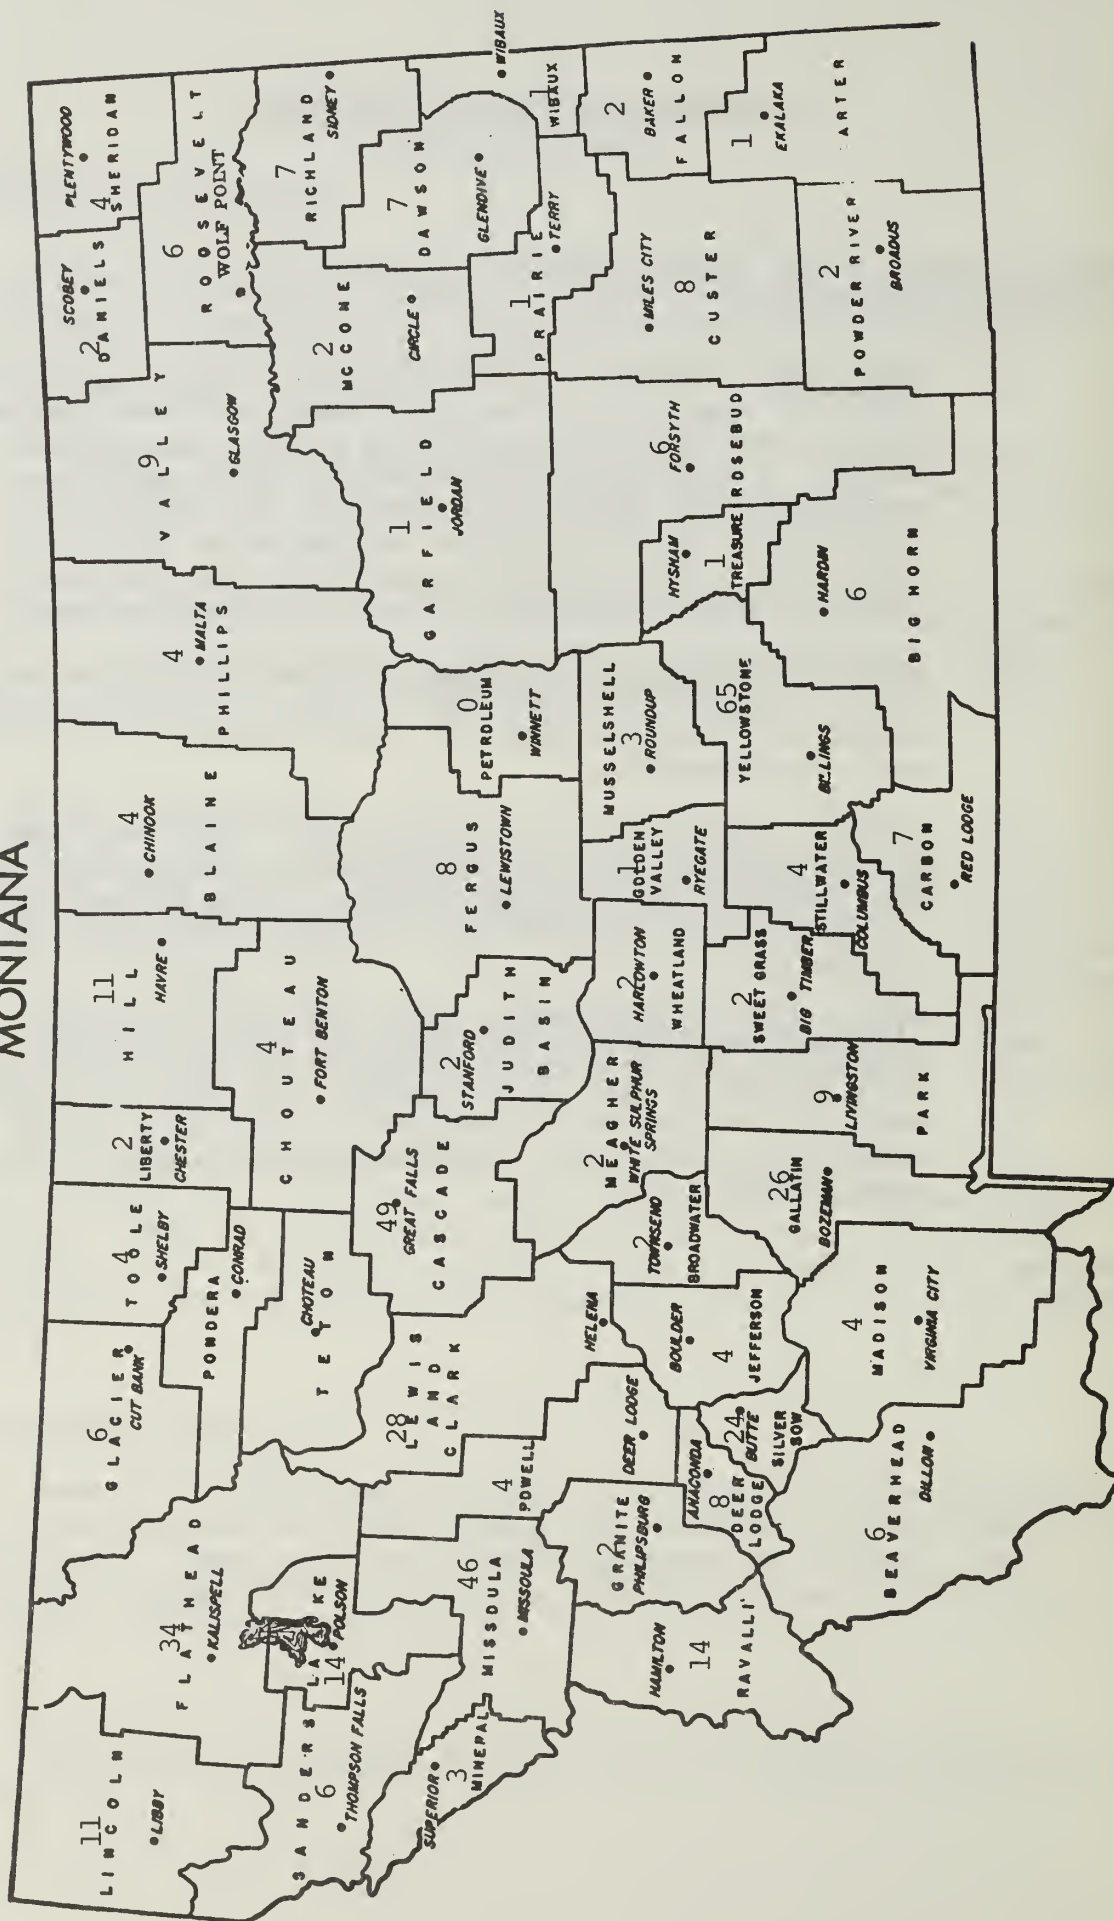 MONTANA
11
LINCOLN
LIBBY
34
FLATHEAD
KALISPELL
6
GLACIER
CUT BANK
4
TOOLE
SHELBY
2
LIBERTY
CHESTER
11
HILL
HAVRE
4
CHINOOK
BLAINE
4
MALTA
PHILLIPS
9
VALLEY
GLASGOW
SCOBEY
2
DANIELS
PLENTYWOOD
4
SHERIDAN
6
ROOSEVELT
WOLF POINT
SANDERS
6
THOMPSON FALLS
LAKE
14
POLSON
PONDERA
CONRAD
CHOTEAU
TETON
4
CHOUTEAU
FORT BENTON
2
MCCONE
CIRCLE
7
RICHLAND
SIDNEY
7
DAWSON
GLENDIVE
WIBAUX
1
WIBAUX
SUPERIOR
3
MINERAL
46
MISSOULA
MISSOULA
4
POWELL
DEER LODGE
28
LEWIS
AND
CLARK
HELENA
49
GREAT FALLS
CASCADE
2
STANFORD
JUDITH
BASIN
8
FERGUS
LEWISTOWN
0
PETROLEUM
WINNETT
1
GARFIELD
JORDAN
1
PRAIRIE
TERRY
HAMILTON
14
RAVALLI
2
GRANITE
PHILIPSBURG
ANACONDA
8
DEER
LODGE
24
BUTTE
SILVER
BOW
BOULDER
4
JEFFERSON
2
TOWNSEND
BROADWATER
2
MEAGHER
WHITE SULPHUR
SPRINGS
HARLOWTON
2
WHEATLAND
1
GOLDEN
VALLEY
RYEGATE
MUSSELSHELL
3
ROUNDUP
HYSHAM
1
TREASURE
6
FORSYTH
ROSEBUD
MILES CITY
8
CUSTER
2
BAKER
FALLON
1
EKALAKA
ARTER
6
BEAVERHEAD
DILLON
4
MADISON
VIRGINIA CITY
26
GALLATIN
BOZEMAN
9
LIVINGSTON
PARK
SWEET GRASS
2
BIG TIMBER
4
STILLWATER
COLUMBUS
7
CARBON
RED LODGE
65
YELLOWSTONE
BILLINGS
HARDIN
6
BIG HORN
2
POWDER RIVER
BROADUS